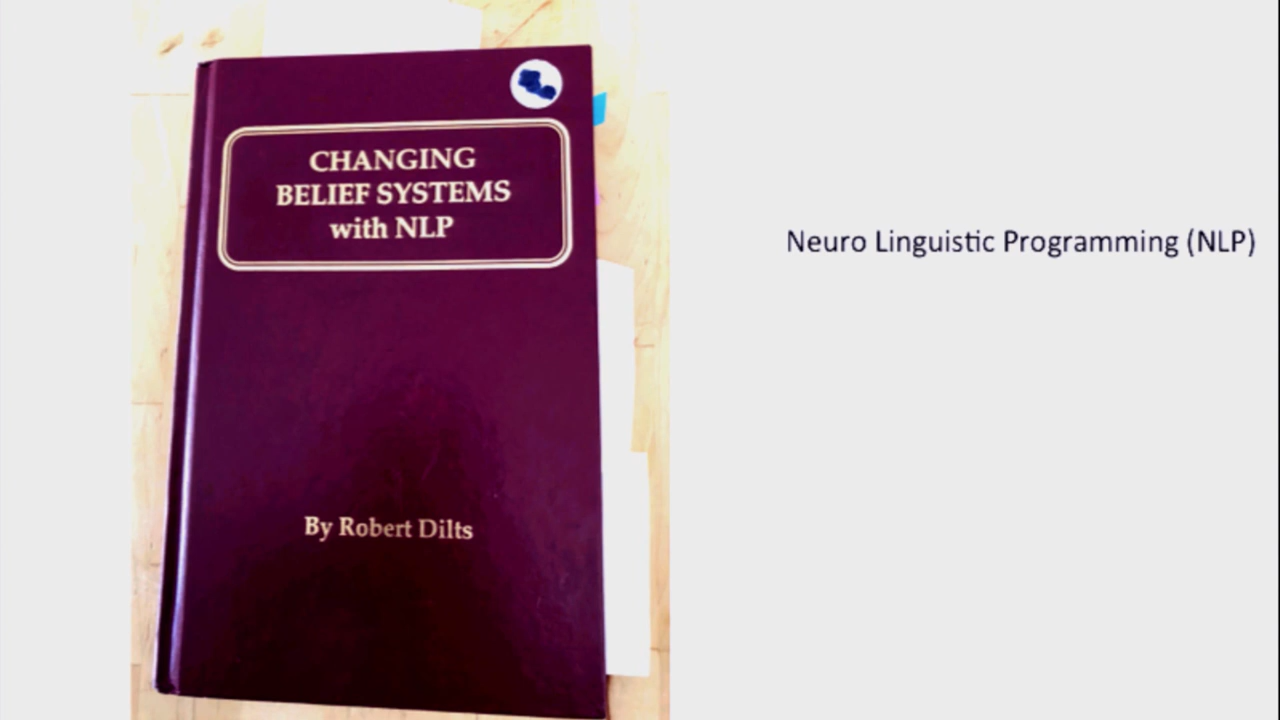 CHANGING
BELIEF SYSTEMS
with NLP
By Robert Dilts
Neuro Linguistic Programming (NLP)